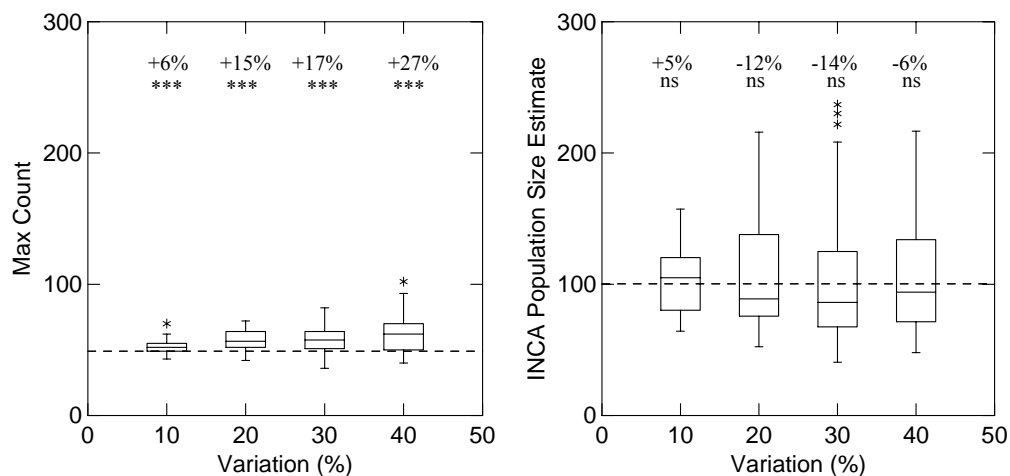 300
+6% +15% +17% +27%
*** *** *** ***
200
Max Count
100
0
0 10 20 30 40 50
Variation (%)
300
+5% -12% -14% -6%
ns ns ns ns
200
INCA Population Size Estimate
100
0
0 10 20 30 40 50
Variation (%)